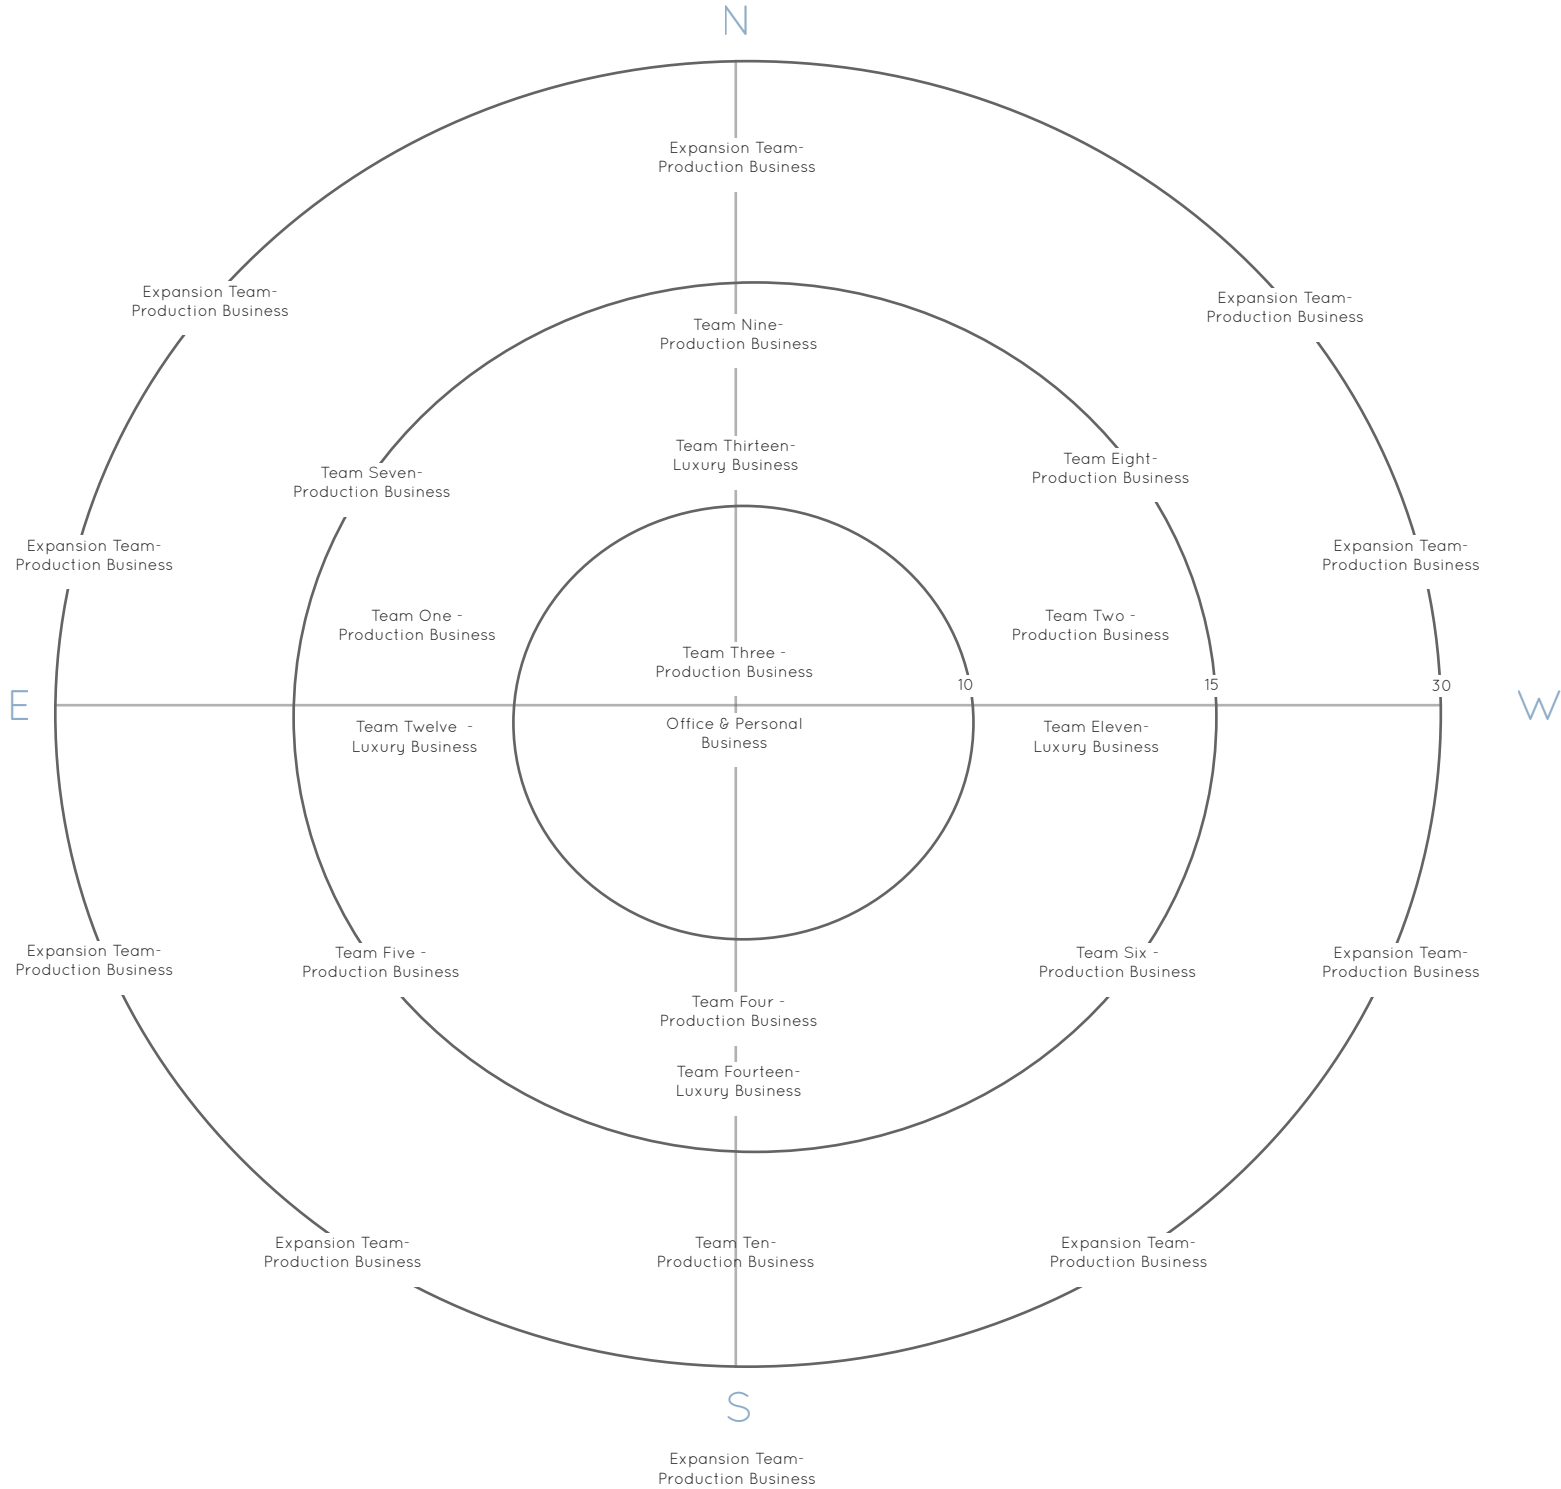 N
Expansion Team-
Production Business
Expansion Team-
Production Business
Expansion Team-
Production Business
Team Nine-
Production Business
Team Thirteen-
Luxury Business
Team Eight-
Production Business
Team Seven-
Production Business
Expansion Team-
Production Business
Expansion Team-
Production Business
Team One -
Production Business
Team Two -
Production Business
Team Three -
Production Business
10
15
30
E
W
Team Twelve  -
Luxury Business
Office & Personal
Business
Team Eleven-
Luxury Business
Expansion Team-
Production Business
Team Five -
Production Business
Team Six -
Production Business
Expansion Team-
Production Business
Team Four -
Production Business
Team Fourteen-
Luxury Business
Expansion Team-
Production Business
Team Ten-
Production Business
Expansion Team-
Production Business
S
Expansion Team-
Production Business